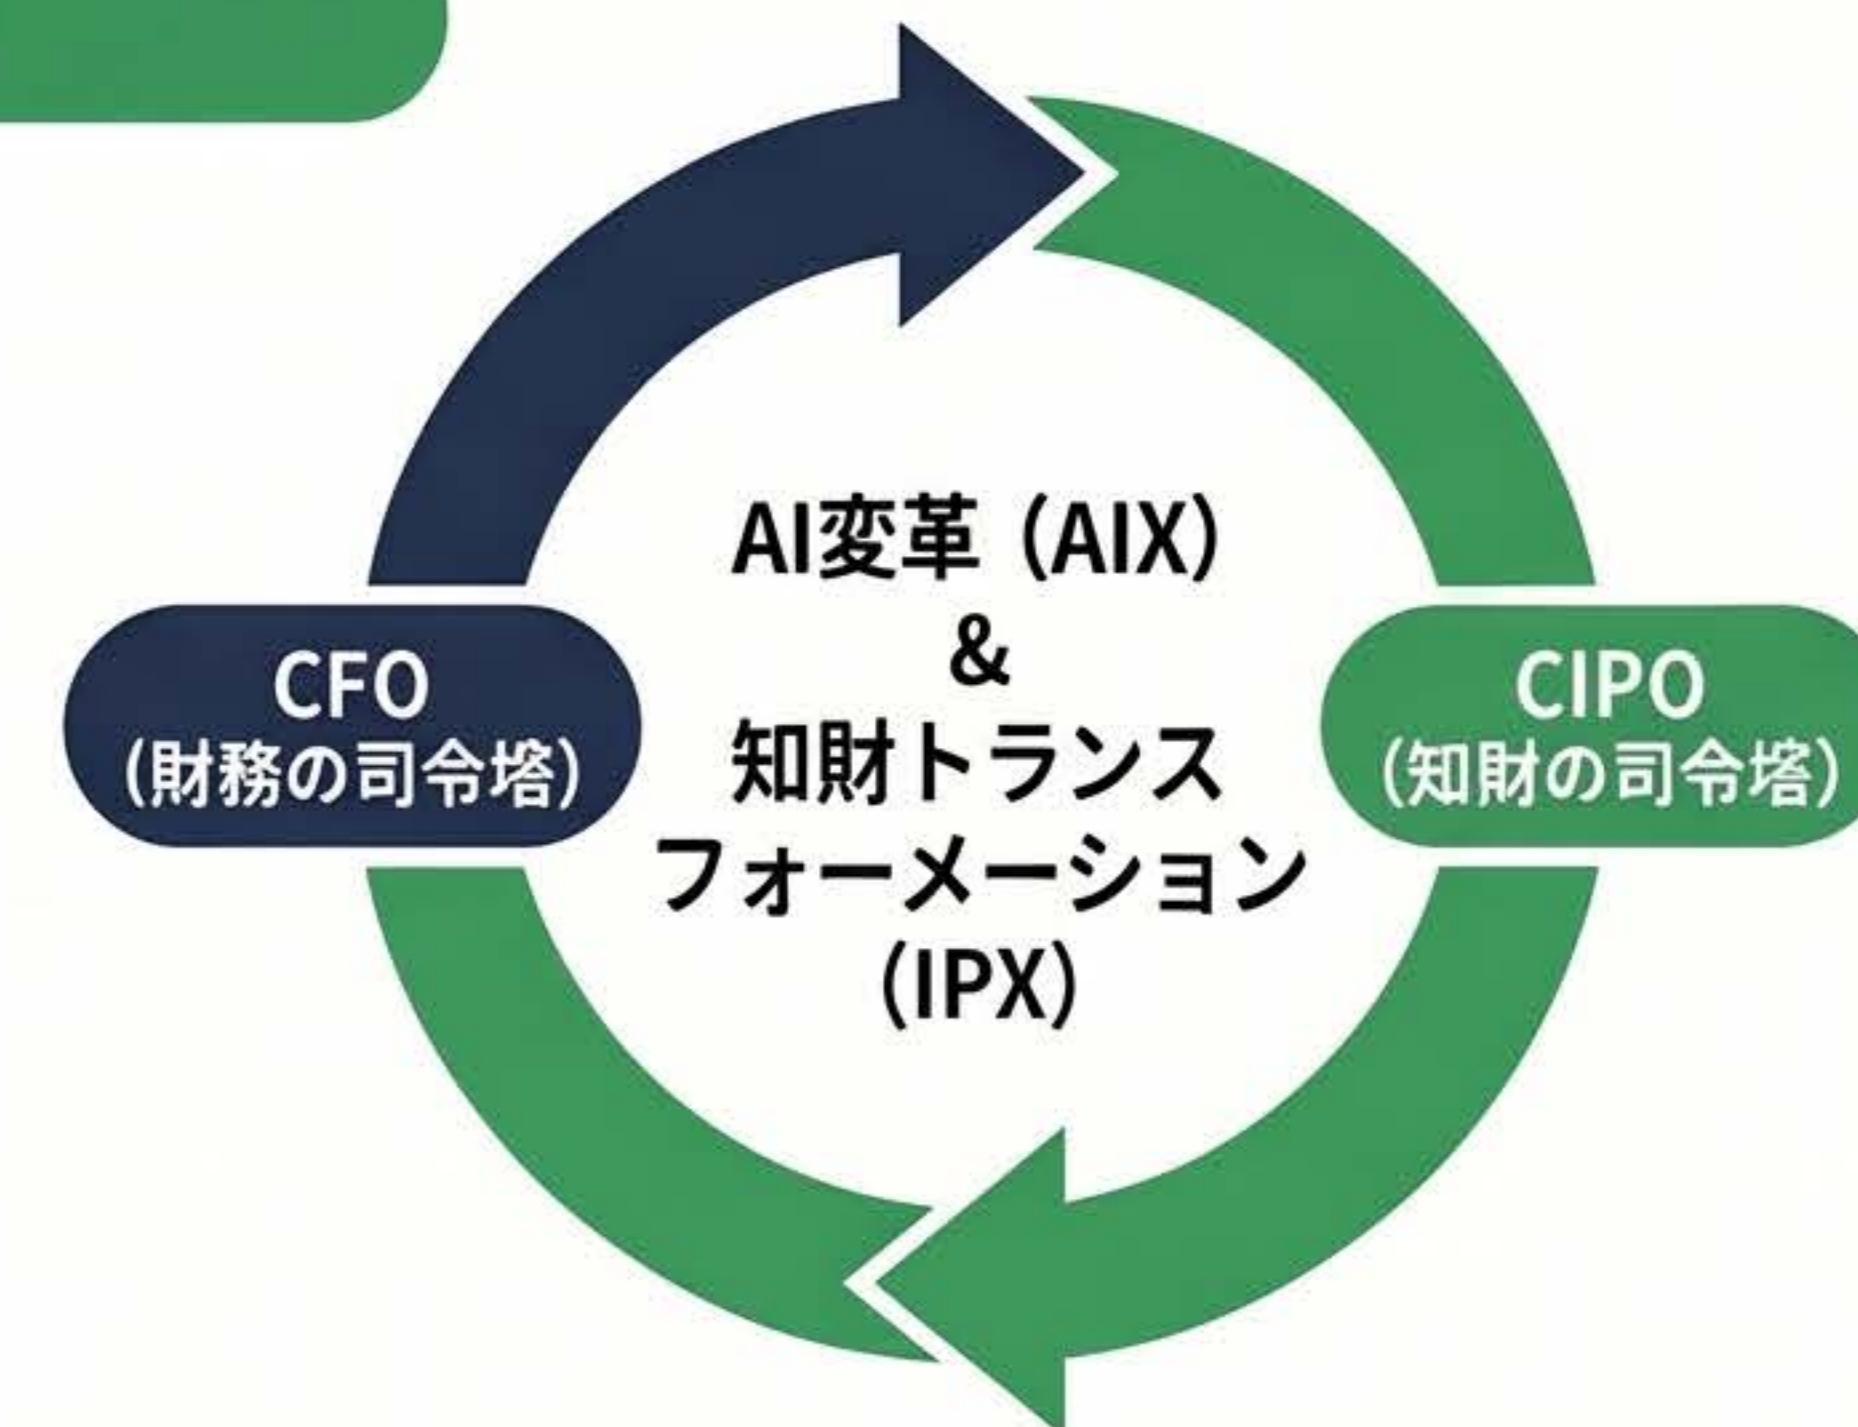 AI変革 (AIX)
&
知財トランス
フォーメーション
(IPX)
CFO
(財務の司令塔)
CIPO
(知財の司令塔)